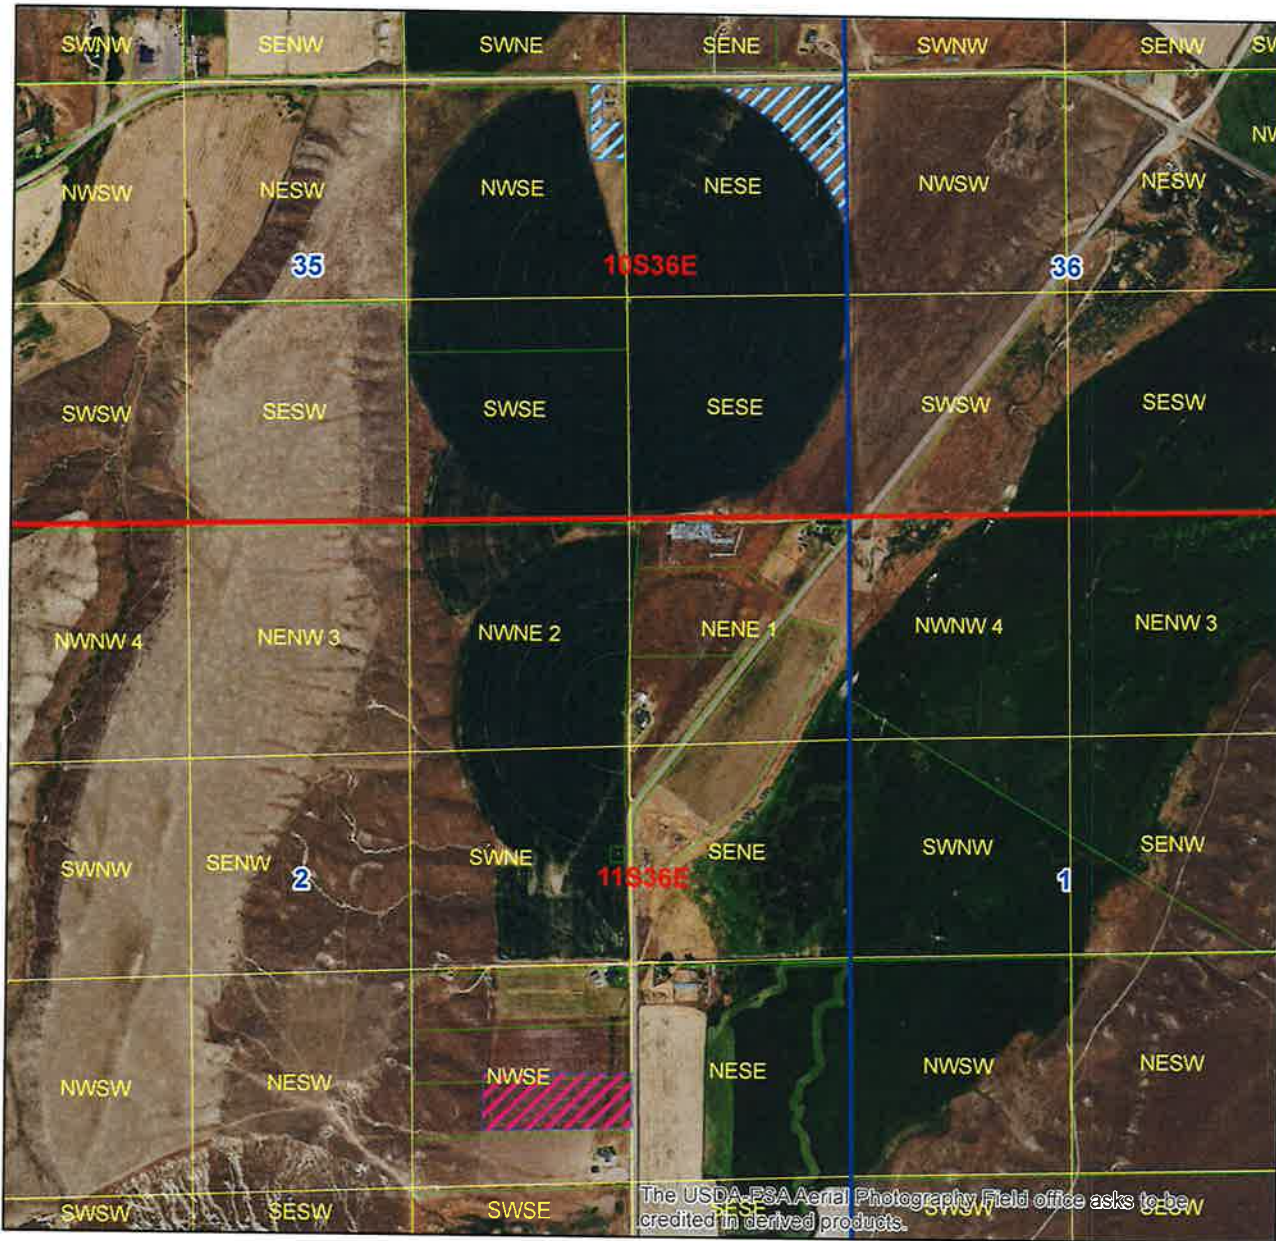 SWNW SENW SWNE SENE SWNW SENW SW
NWSW NESW NWSE NESE NWSW NESW NW
35 10S36E 36
SWSW SESW SWSE SESE SWSW SESW
NWNW 4 NENW 3 NWNE 2 NENE 1 NWNW 4 NENW 3
SWNW SENW SWNE SENE SWNW SENW
2 11S36E 1
NWSW NESW NWSE NESE NWSW NESW
SWSW SESW SWSE SESE SWSW SESW
The USDA-FSA Aerial Photography Field office asks to be
credited in derived products.